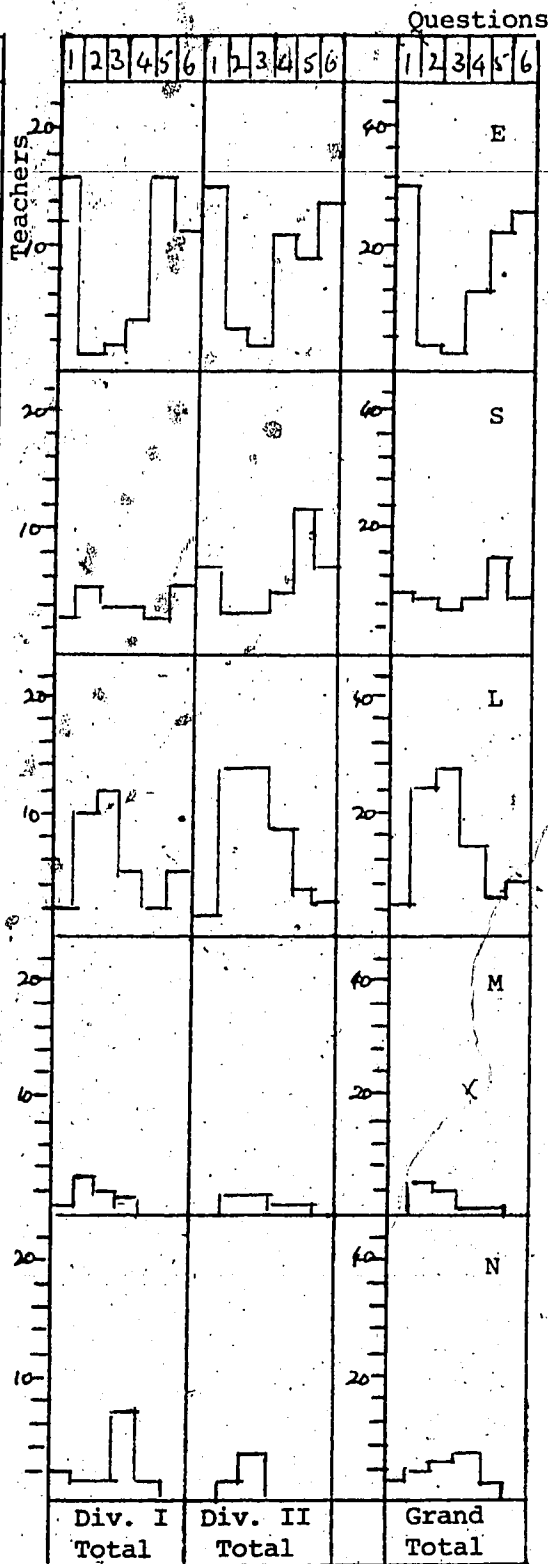 Questions
1 2 3 4 5 6 1 2 3 4 5 6 1 2 3 4 5 6
Teachers
20 40 E
10 20
20 40 S
10 20
20 40 L
10 20
20 40 M
10 20
20 40 N
10 20
Div. I Div. II Grand
Total Total Total